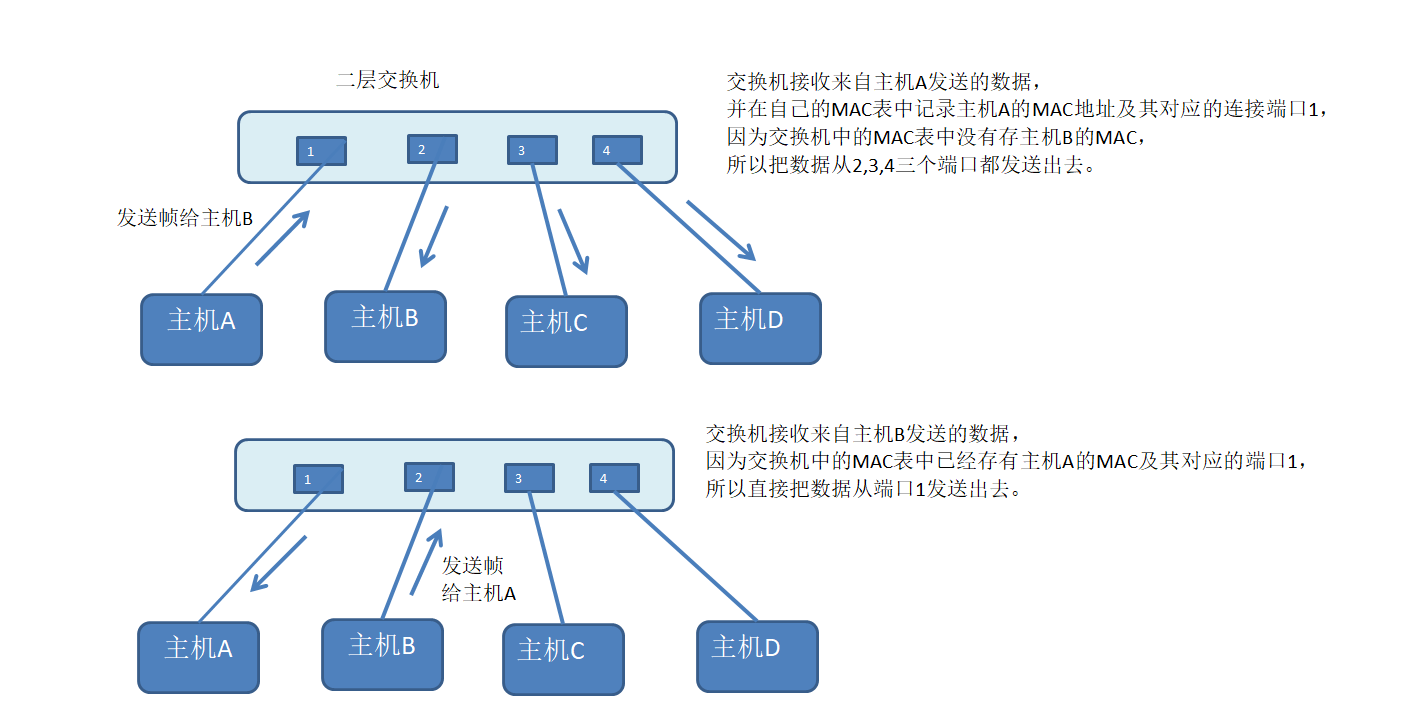 二层交换机
交换机接收来自主机A发送的数据，
并在自己的MAC表中记录主机A的MAC地址及其对应的连接端口1，
因为交换机中的MAC表中没有存主机B的MAC，
所以把数据从2,3,4三个端口都发送出去。
1
2
3
4
发送帧给主机B
主机A
主机B
主机C
主机D
交换机接收来自主机B发送的数据，
因为交换机中的MAC表中已经存有主机A的MAC及其对应的端口1，
所以直接把数据从端口1发送出去。
1
2
3
4
发送帧
给主机A
主机A
主机B
主机C
主机D